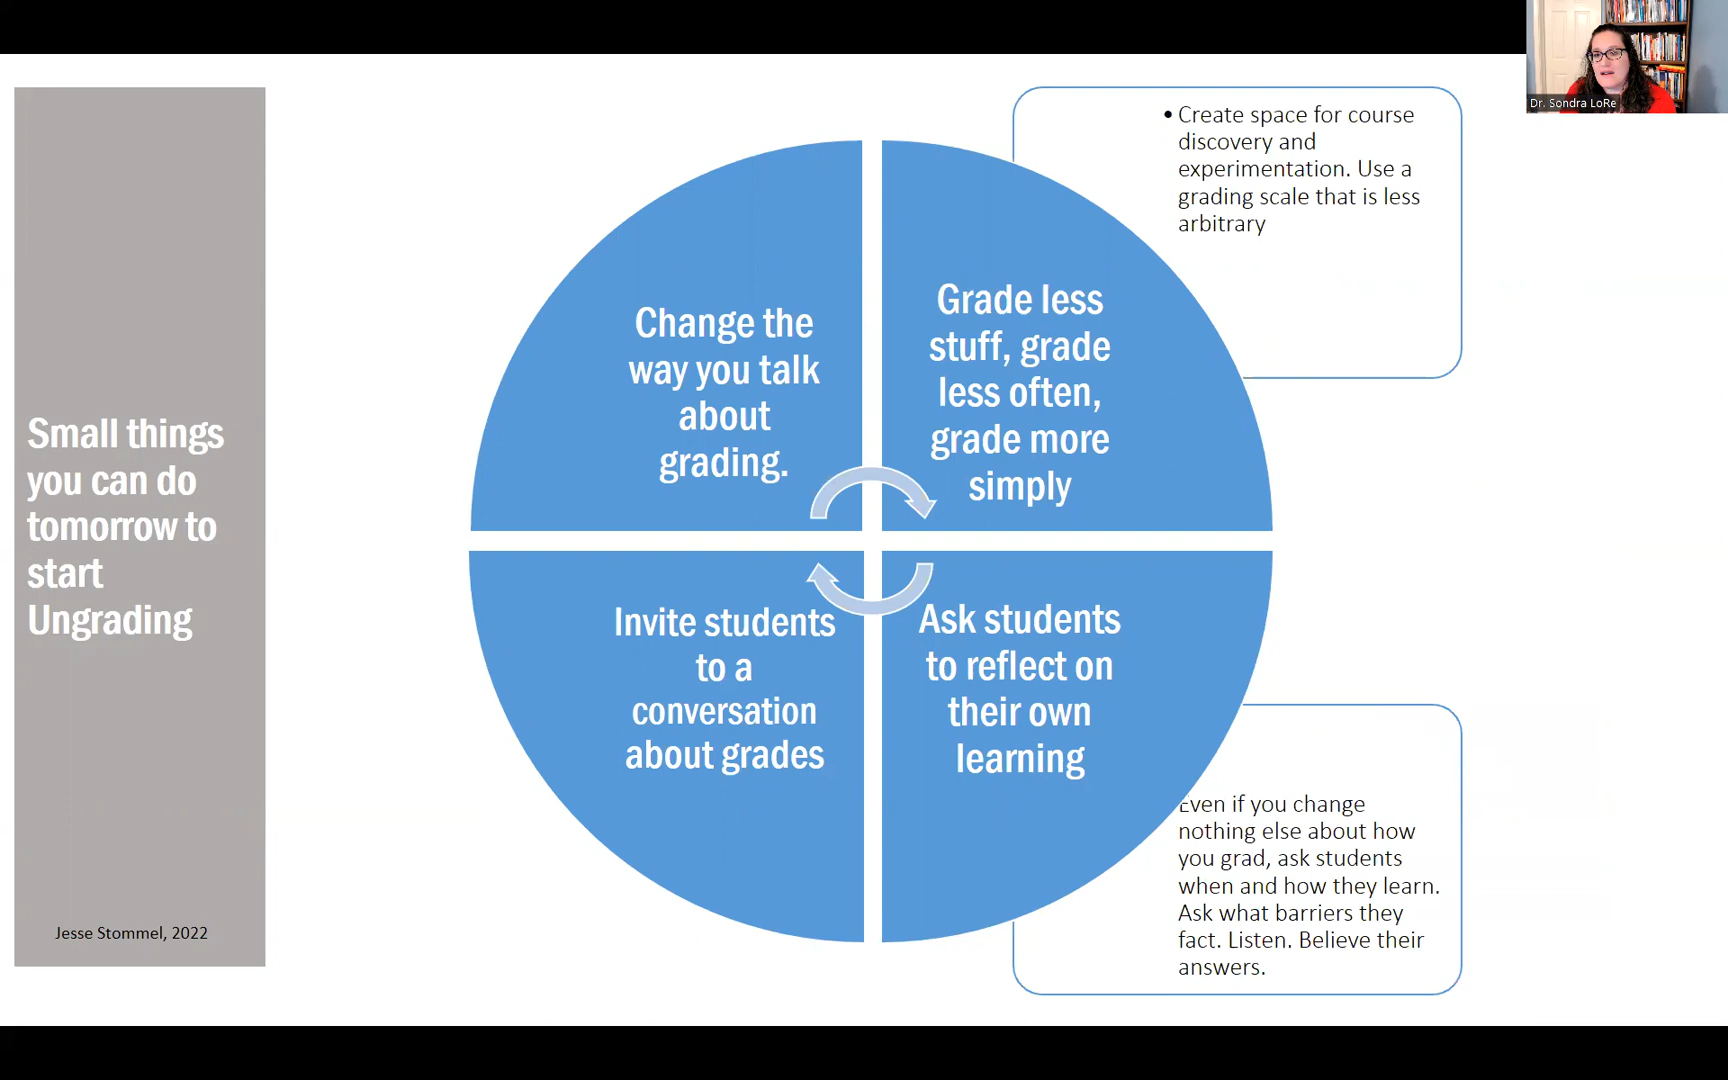 Small things
you can do
tomorrow to
start
Ungrading
Jesse Stommel, 2022
Change the
way you talk
about
grading.
Grade less
stuff, grade
less often,
grade more
simply
• Create space for course
discovery and
experimentation. Use a
grading scale that is less
arbitrary
Invite students
to a
conversation
about grades
Ask students
to reflect on
their own
learning
Even if you change
nothing else about how
you grad, ask students
when and how they learn.
Ask what barriers they
fact. Listen. Believe their
answers.
Dr. Sondra LoRe